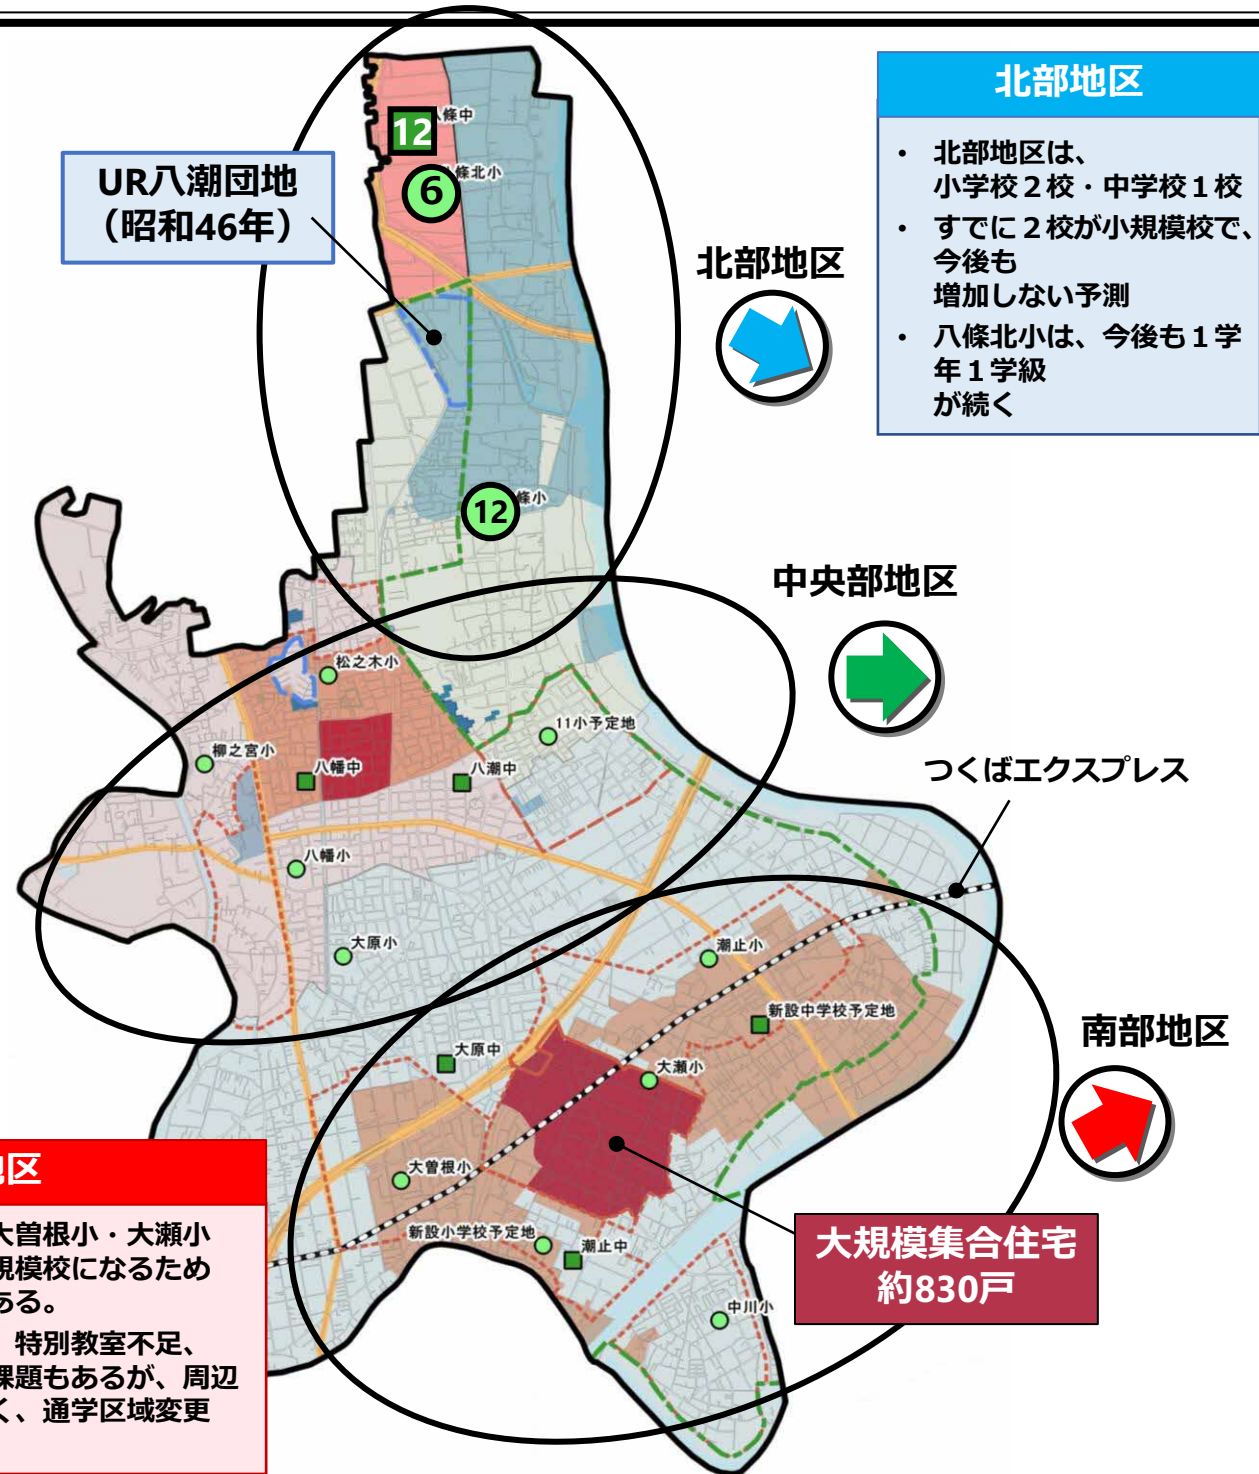 北部地区
・ 北部地区は、
小学校２校・中学校１校
・ すでに２校が小規模校で、
今後も
増加しない予測
・ 八條北小は、今後も１学
年１学級
が続く
UR八潮団地
（昭和46年）
12
條中
6
條北小
北部地区
12
條小
中央部地区
松之木小
11小予定地
柳之宮小
八幡中
八潮中
つくばエクスプレス
八幡小
大原小
潮止小
新設中学校予定地
南部地区
大原中
大瀬小
大曽根小
新設小学校予定地
潮止中
中川小
大規模集合住宅
約830戸
地区
大曽根小・大瀬小
規模校になるため
ある。
特別教室不足、
課題もあるが、周辺
く、通学区域変更